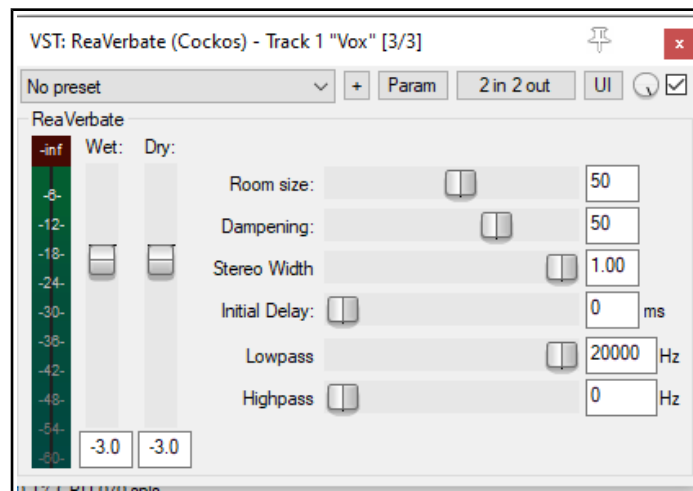 VST: ReaVerbate (Cockos) - Track 1 "Vox" [3/3]
x
No preset + Param 2 in 2 out UI
ReaVerbate
-inf Wet: Dry:
-6-
-12-
-18-
-24-
-30-
-36-
-42-
-48-
-54-
-60-
-3.0 -3.0
Room size: 50
Dampening: 50
Stereo Width 1.00
Initial Delay: 0 ms
Lowpass 20000 Hz
Highpass 0 Hz